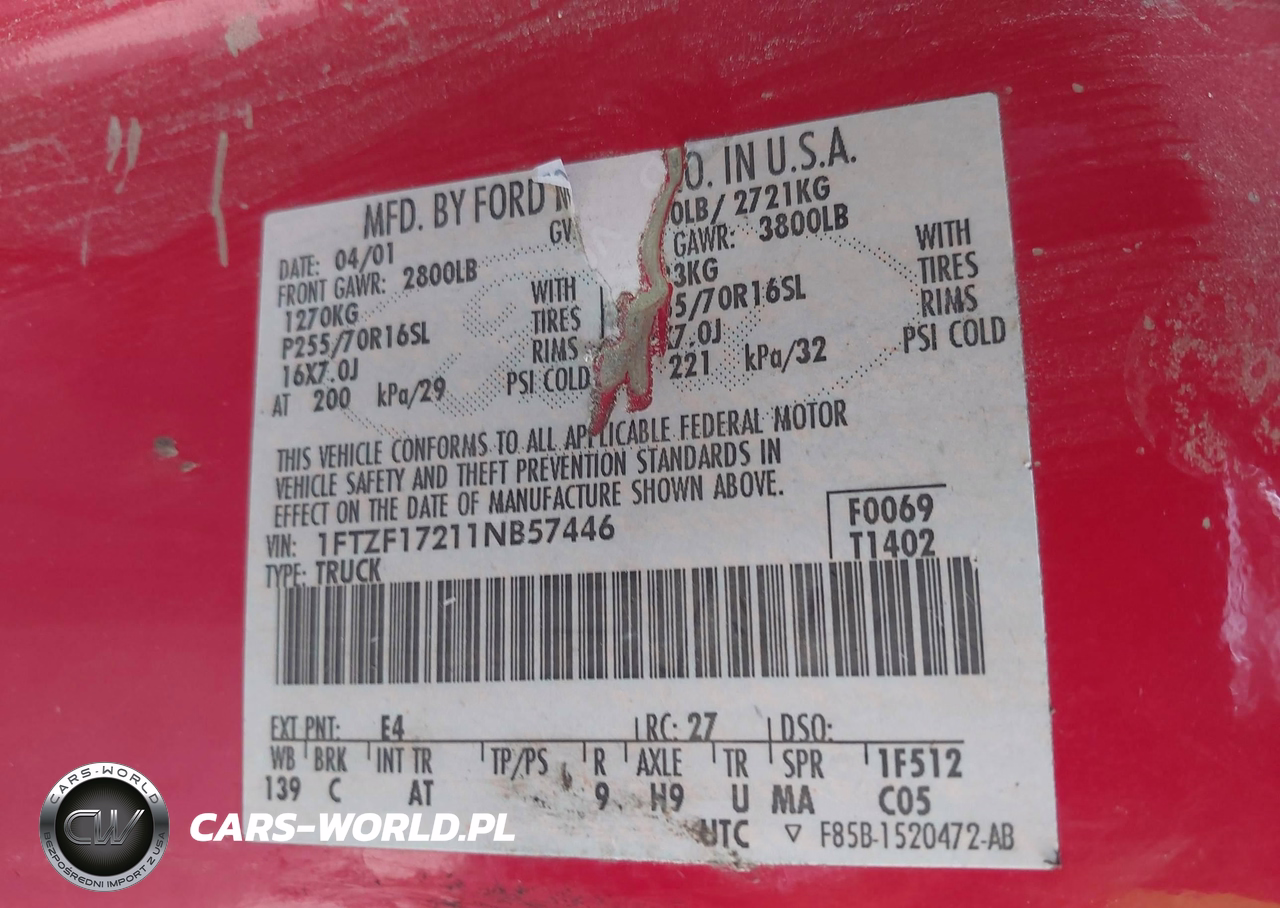 MFD. BY FORD O. IN U.S.A.
DATE: 04/01 GV 0LB/ 2721KG
FRONT GAWR: 2800LB GAWR: 3800LB
1270KG WITH 3KG WITH
P255/70R16SL TIRES 5/70R16SL TIRES
16X7.0J RIMS 7.0J RIMS
AT 200 kPa/29 PSI COLD 221 kPa/32 PSI COLD
THIS VEHICLE CONFORMS TO ALL APPLICABLE FEDERAL MOTOR
VEHICLE SAFETY AND THEFT PREVENTION STANDARDS IN
EFFECT ON THE DATE OF MANUFACTURE SHOWN ABOVE.
VIN: 1FTZF17211NB57446 F0069
TYPE: TRUCK T1402
EXT PNT: E4 RC: 27 DSO:
WB BRK INT TR TP/PS R AXLE TR SPR 1F512
139 C AT 9 H9 U MA C05
UTC ▽ F85B-1520472-AB
CARS-WORLD
CW
BEZPOŚREDNI IMPORT Z USA
CARS-WORLD.PL